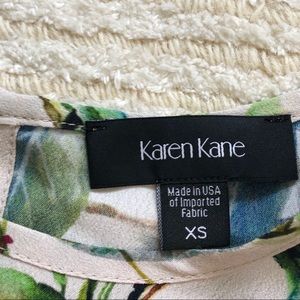 Karen Kane
Made in USA
of Imported
Fabric
XS